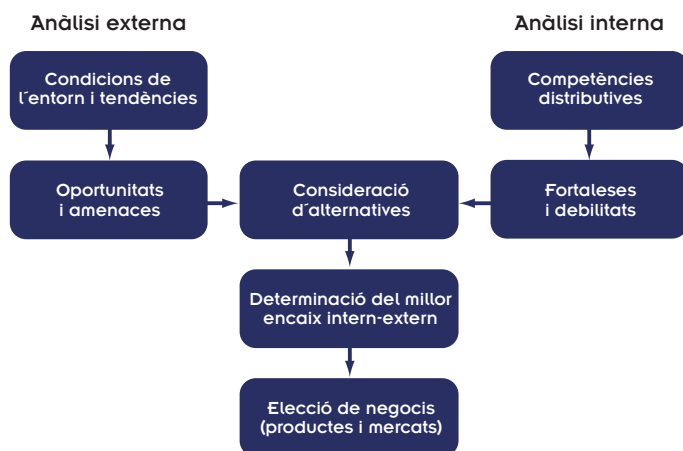 Anàlisi externa
Anàlisi interna
Condicions de
l´entorn i tendències
Competències
distributives
Oportunitats
i amenaces
Consideració
d´alternatives
Fortaleses
i debilitats
Determinació del millor
encaix intern-extern
Elecció de negocis
(productes i mercats)